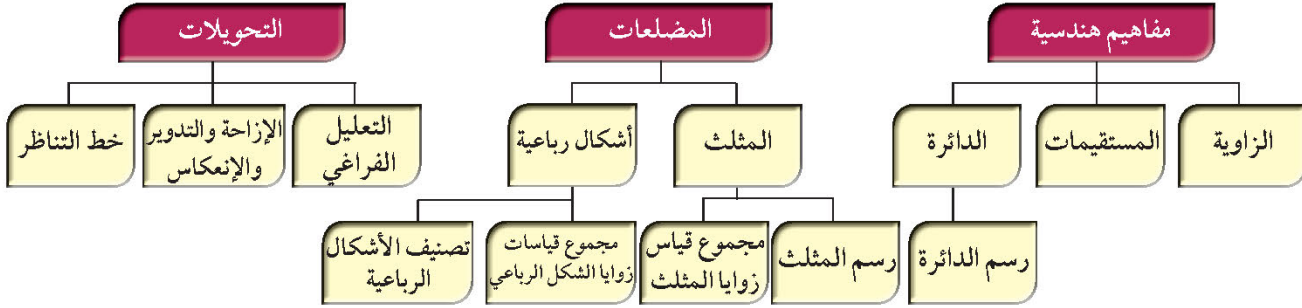 مفاهيم هندسية
المضلعات
التحويلات
الزاوية
المستقيمات
الدائرة
المثلث
أشكال رباعية
التعليل
الفراغي
الإزاحة والتدوير
والإنعكاس
خط التناظر
رسم الدائرة
رسم المثلث
مجموع قياس
زوايا المثلث
مجموع قياسات
زوايا الشكل الرباعي
تصنيف الأشكال
الرباعية